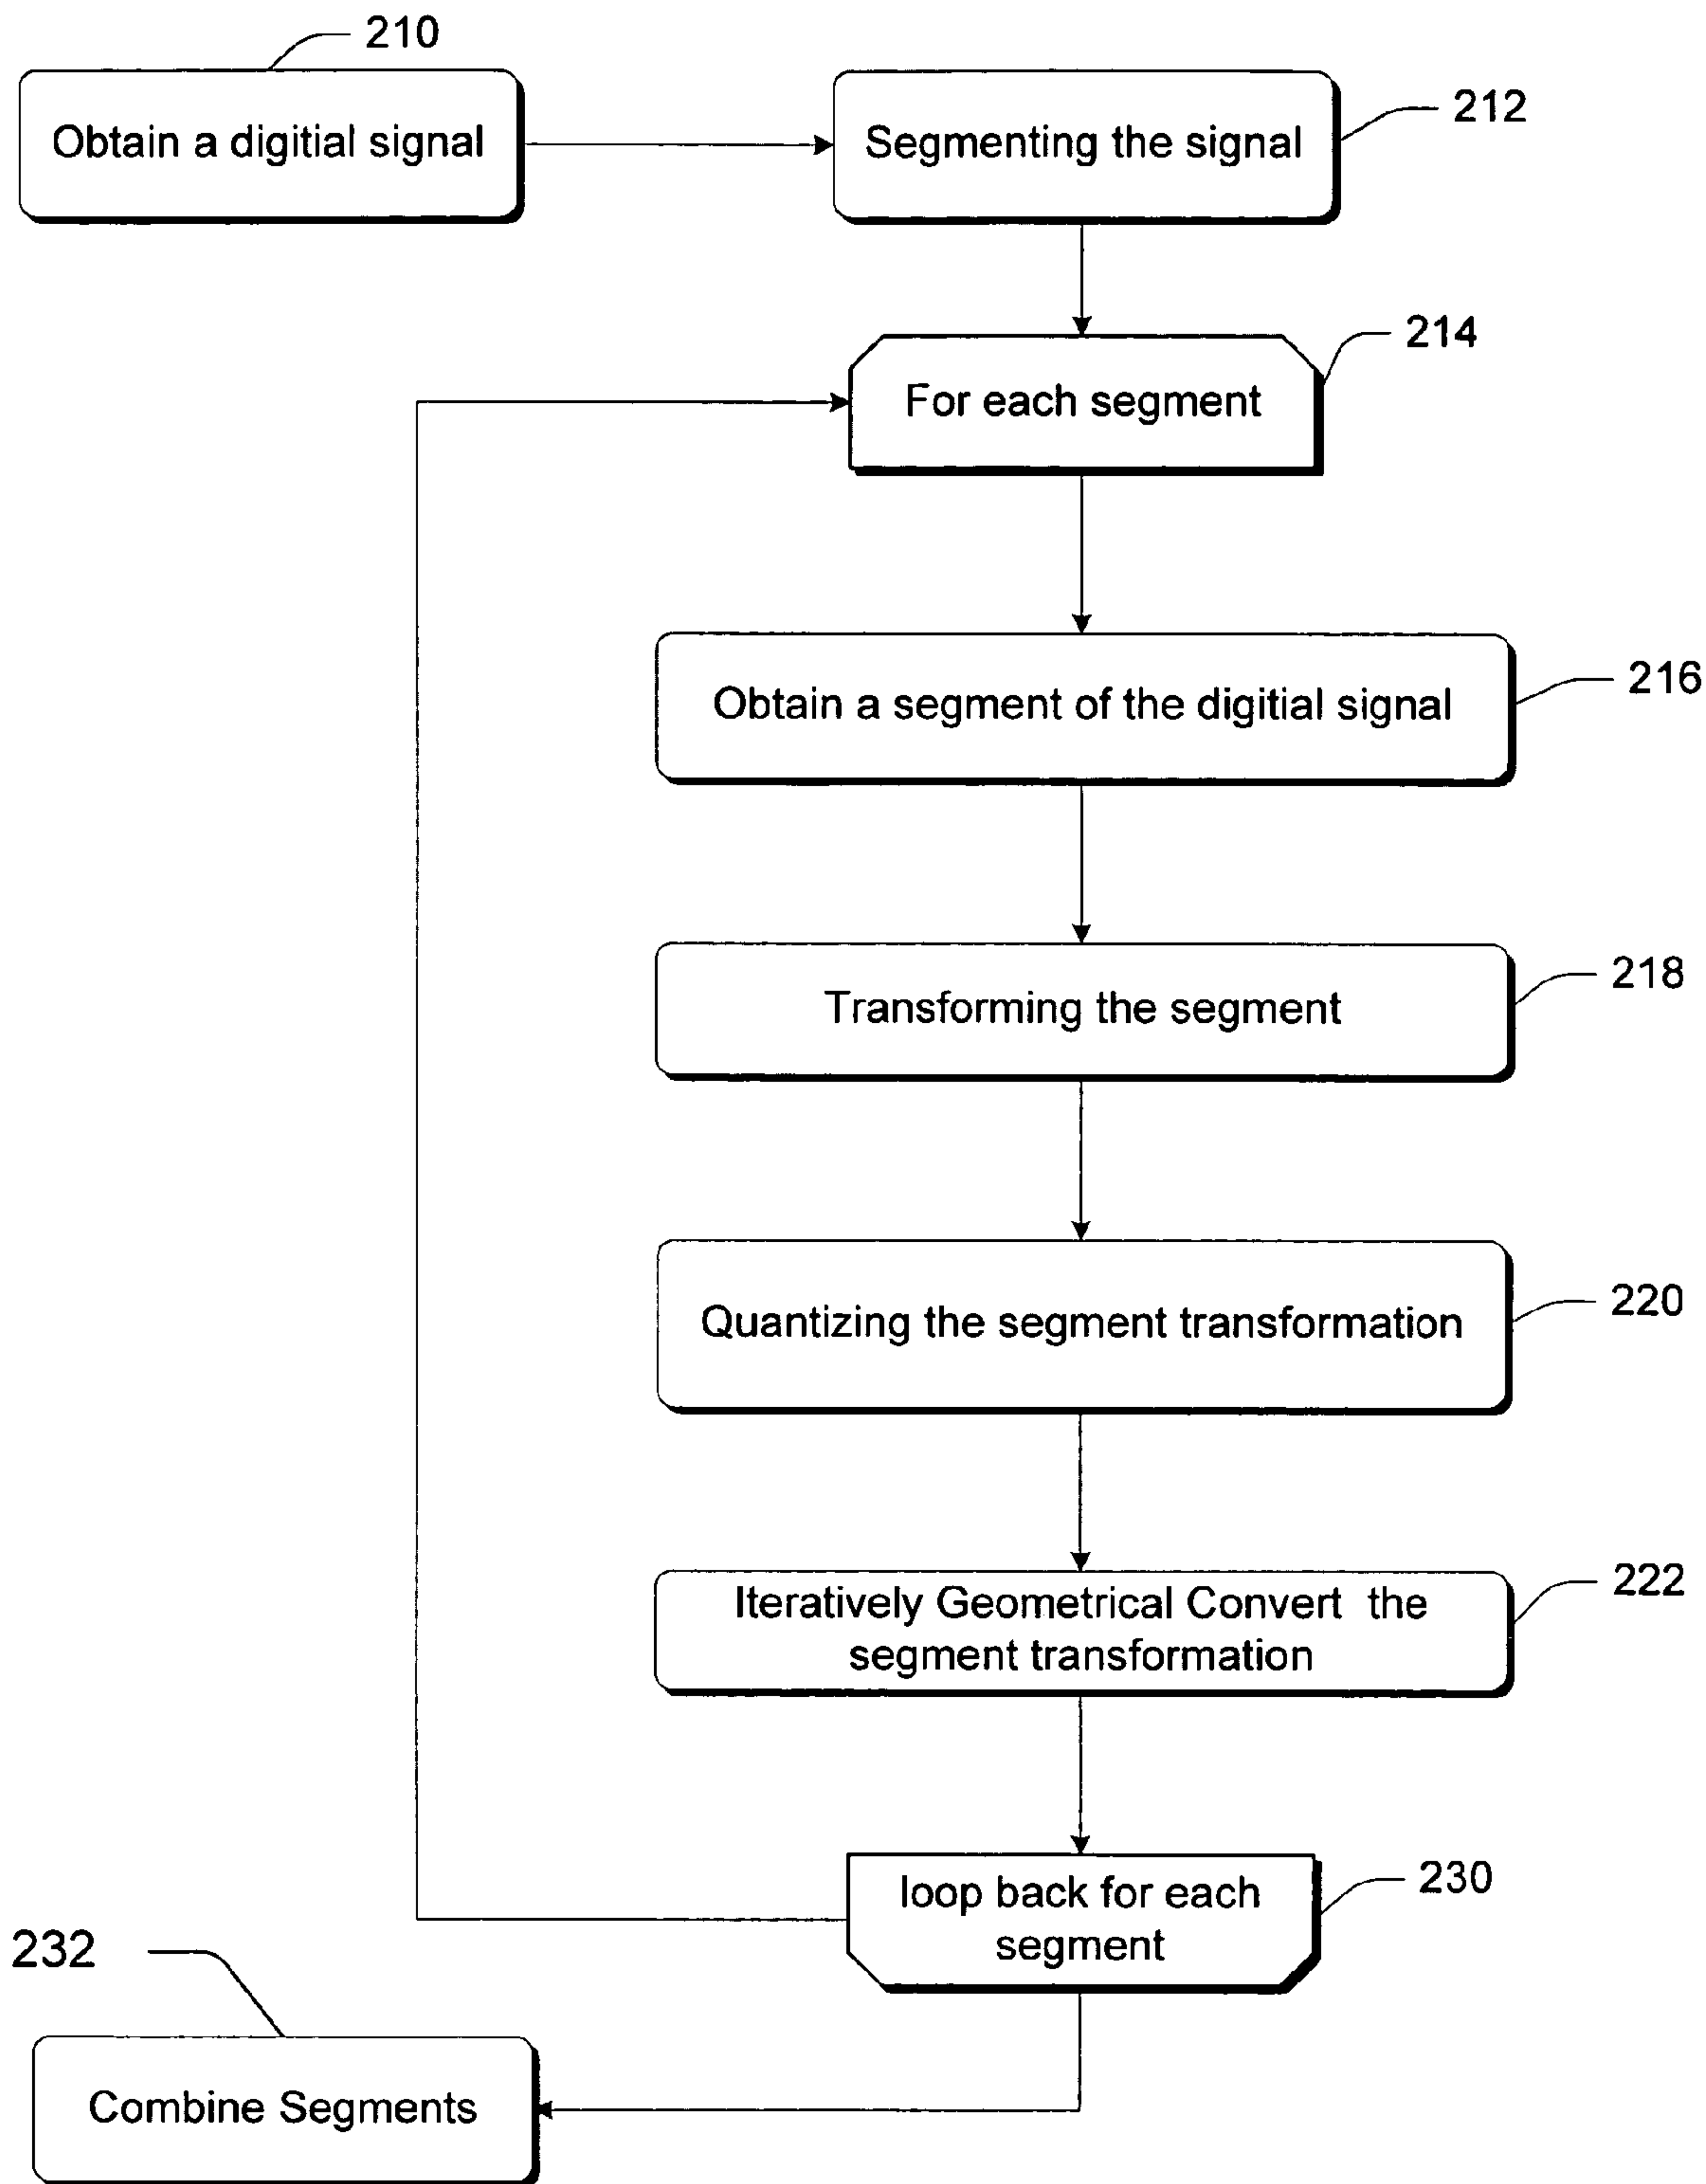 210
Obtain a digitial signal
212
Segmenting the signal
214
For each segment
216
Obtain a segment of the digitial signal
218
Transforming the segment
220
Quantizing the segment transformation
222
Iteratively Geometrical Convert the
segment transformation
230
loop back for each
segment
232
Combine Segments